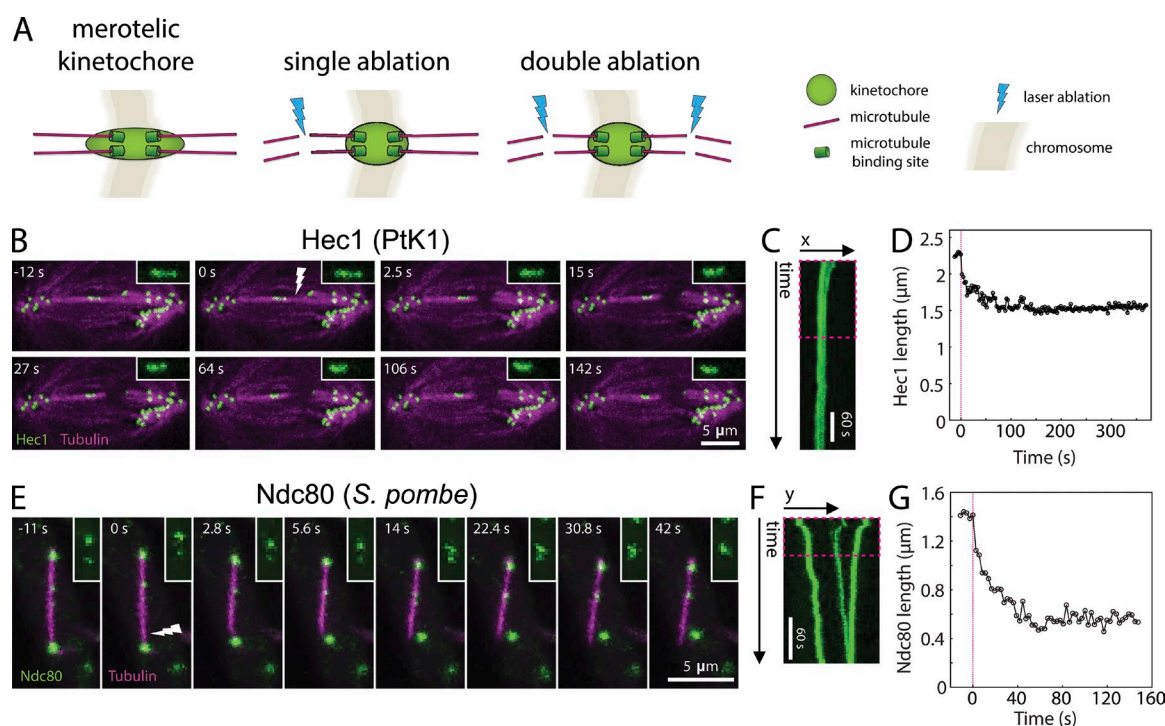 A
merotelic
kinetochore
single ablation
double ablation
kinetochore
microtubule
microtubule
binding site
laser ablation
chromosome
B
Hec1 (PtK1)
-12 s
0 s
2.5 s
15 s
27 s
64 s
106 s
142 s
Hec1 Tubulin
5 µm
C
x
time
60 s
D
Hec1 length (µm)
2.5
2
1.5
1
0.5
0
0
100
200
300
Time (s)
E
Ndc80 (S. pombe)
-11 s
0 s
2.8 s
5.6 s
14 s
22.4 s
30.8 s
42 s
Ndc80
Tubulin
5 µm
F
y
time
60 s
G
Ndc80 length (µm)
1.6
1.2
0.8
0.4
0
0
40
80
120
160
Time (s)